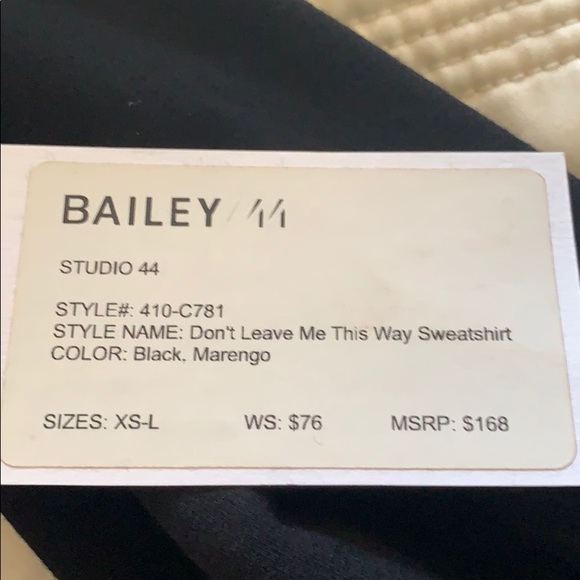 BAILEY/44
STUDIO 44
STYLE#: 410-C781
STYLE NAME: Don't Leave Me This Way Sweatshirt
COLOR: Black, Marengo
SIZES: XS-L WS: $76 MSRP: $168